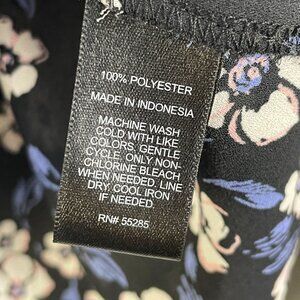 100% POLYESTER
MADE IN INDONESIA
MACHINE WASH
COLD WITH LIKE
COLORS, GENTLE
CYCLE. ONLY NON-
CHLORINE BLEACH
WHEN NEEDED. LINE
DRY. COOL IRON
IF NEEDED.
RN# 55285